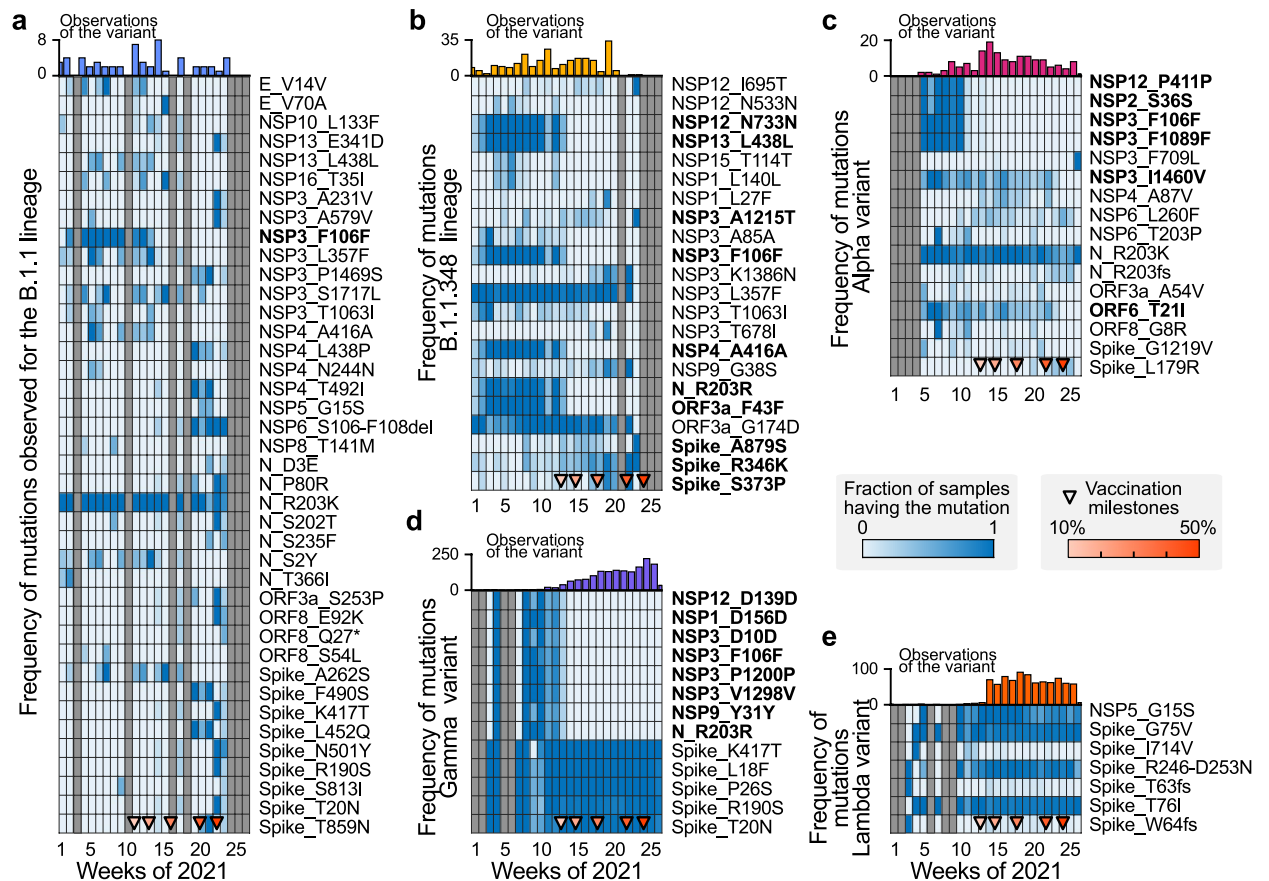 a
Observations
of the variant
8
0
Frequency of mutations observed for the B.1.1 lineage
E_V14V
E_V70A
NSP10_L133F
NSP13_E341D
NSP13_L438L
NSP16_T35I
NSP3_A231V
NSP3_A579V
NSP3_F106F
NSP3_L357F
NSP3_P1469S
NSP3_S1717L
NSP3_T1063I
NSP4_A416A
NSP4_L438P
NSP4_N244N
NSP4_T492I
NSP5_G15S
NSP6_S106-F108del
NSP8_T141M
N_D3E
N_P80R
N_R203K
N_S202T
N_S235F
N_S2Y
N_T366I
ORF3a_S253P
ORF8_E92K
ORF8_Q27*
ORF8_S54L
Spike_A262S
Spike_F490S
Spike_K417T
Spike_L452Q
Spike_N501Y
Spike_R190S
Spike_S813I
Spike_T20N
Spike_T859N
1 5 10 15 20 25
Weeks of 2021
b
Observations
of the variant
35
0
Frequency of mutations
B.1.1.348 lineage
NSP12_I695T
NSP12_N533N
NSP12_N733N
NSP13_L438L
NSP15_T114T
NSP1_L140L
NSP1_L27F
NSP3_A1215T
NSP3_A85A
NSP3_F106F
NSP3_K1386N
NSP3_L357F
NSP3_T1063I
NSP3_T678I
NSP4_A416A
NSP9_G38S
N_R203R
ORF3a_F43F
ORF3a_G174D
Spike_A879S
Spike_R346K
Spike_S373P
1 5 10 15 20 25
c
Observations
of the variant
20
0
Frequency of mutations
Alpha variant
NSP12_P411P
NSP2_S36S
NSP3_F106F
NSP3_F1089F
NSP3_F709L
NSP3_I1460V
NSP4_A87V
NSP6_L260F
NSP6_T203P
N_R203K
N_R203fs
ORF3a_A54V
ORF6_T21I
ORF8_G8R
Spike_G1219V
Spike_L179R
1 5 10 15 20 25
Fraction of samples
having the mutation
0 1
Vaccination
milestones
10% 50%
d
Observations
of the variant
250
0
Frequency of mutations
Gamma variant
NSP12_D139D
NSP1_D156D
NSP3_D10D
NSP3_F106F
NSP3_P1200P
NSP3_V1298V
NSP9_Y31Y
N_R203R
Spike_K417T
Spike_L18F
Spike_P26S
Spike_R190S
Spike_T20N
1 5 10 15 20 25
Weeks of 2021
e
Observations
of the variant
100
0
Frequency of
mutations
Lambda variant
NSP5_G15S
Spike_G75V
Spike_I714V
Spike_R246-D253N
Spike_T63fs
Spike_T76I
Spike_W64fs
1 5 10 15 20 25
Weeks of 2021